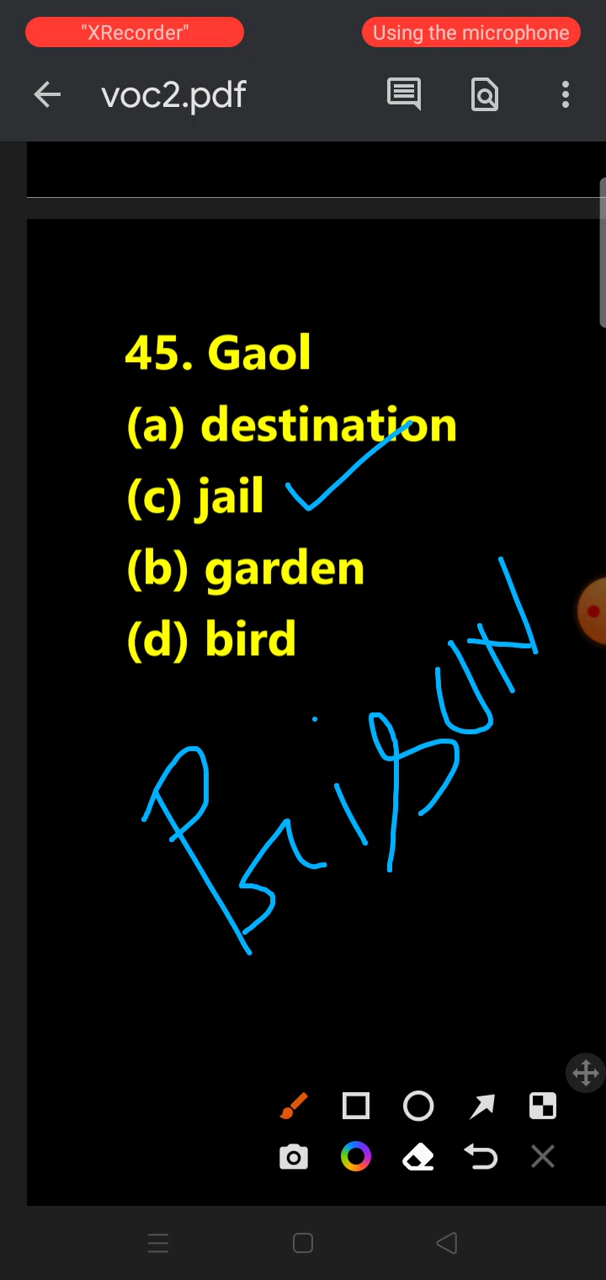 "XRecorder" Using the microphone
voc2.pdf
45. Gaol
(a) destination
(c) jail
(b) garden
(d) bird
PrisoN